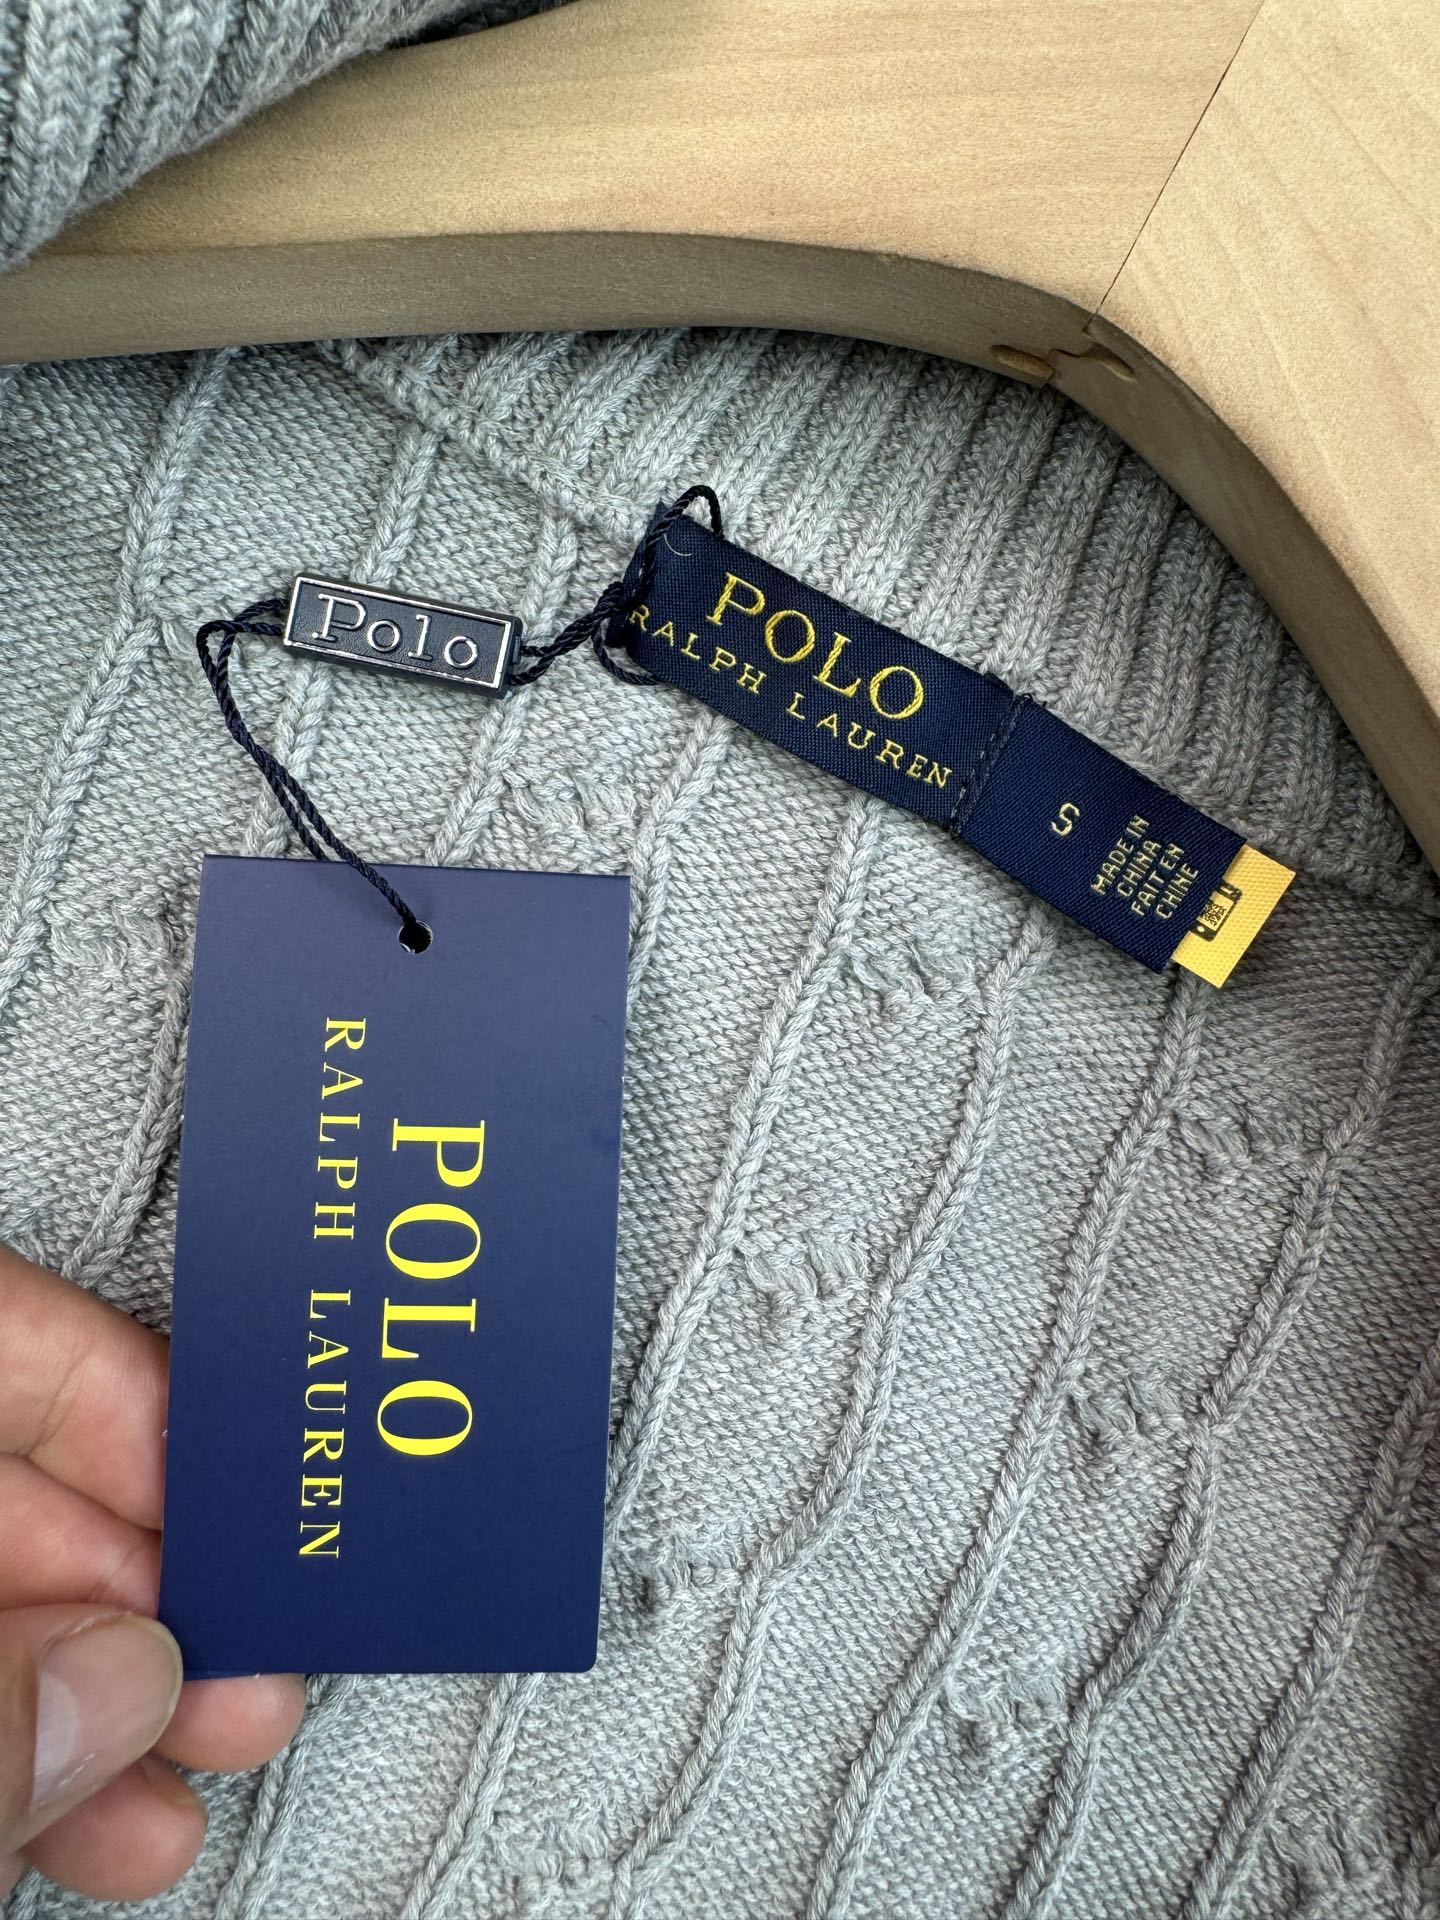 Polo
POLO
RALPH LAUREN
S
MADE IN
CHINA
FAIT EN
CHINE
POLO
RALPH LAUREN